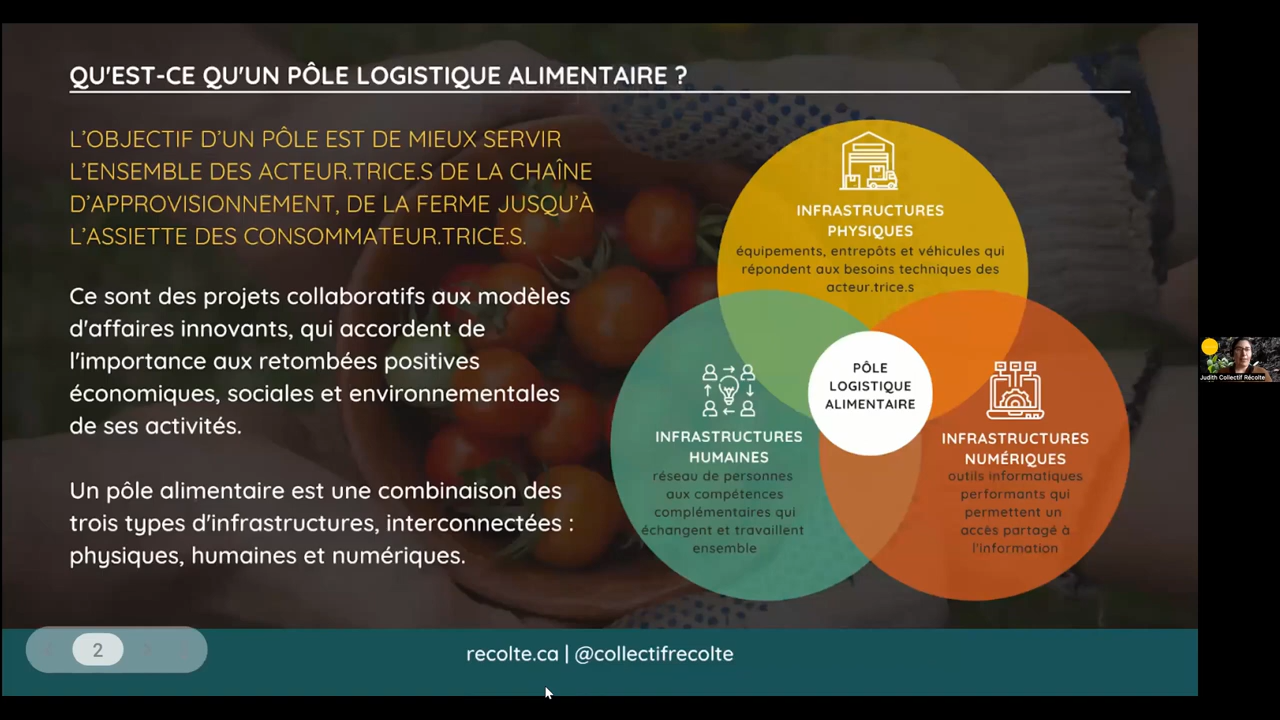 QU'EST-CE QU'UN PÔLE LOGISTIQUE ALIMENTAIRE ?
L'OBJECTIF D'UN PÔLE EST DE MIEUX SERVIR
L'ENSEMBLE DES ACTEUR.TRICE.S DE LA CHAÎNE
D'APPROVISIONNEMENT, DE LA FERME JUSQU'À
L'ASSIETTE DES CONSOMMATEUR.TRICE.S.
Ce sont des projets collaboratifs aux modèles
d'affaires innovants, qui accordent de
l'importance aux retombées positives
économiques, sociales et environnementales
de ses activités.
Un pôle alimentaire est une combinaison des
trois types d'infrastructures, interconnectées :
physiques, humaines et numériques.
INFRASTRUCTURES
PHYSIQUES
équipements, entrepôts et véhicules qui
répondent aux besoins techniques des
acteur.trice.s
PÔLE
LOGISTIQUE
ALIMENTAIRE
INFRASTRUCTURES
HUMAINES
réseau de personnes
aux compétences
complémentaires qui
échangent et travaillent
ensemble
INFRASTRUCTURES
NUMÉRIQUES
outils informatiques
performants qui
permettent un
accès partagé à
l'information
2
recolte.ca | @collectifrecolte
Judith Collectif Récolte